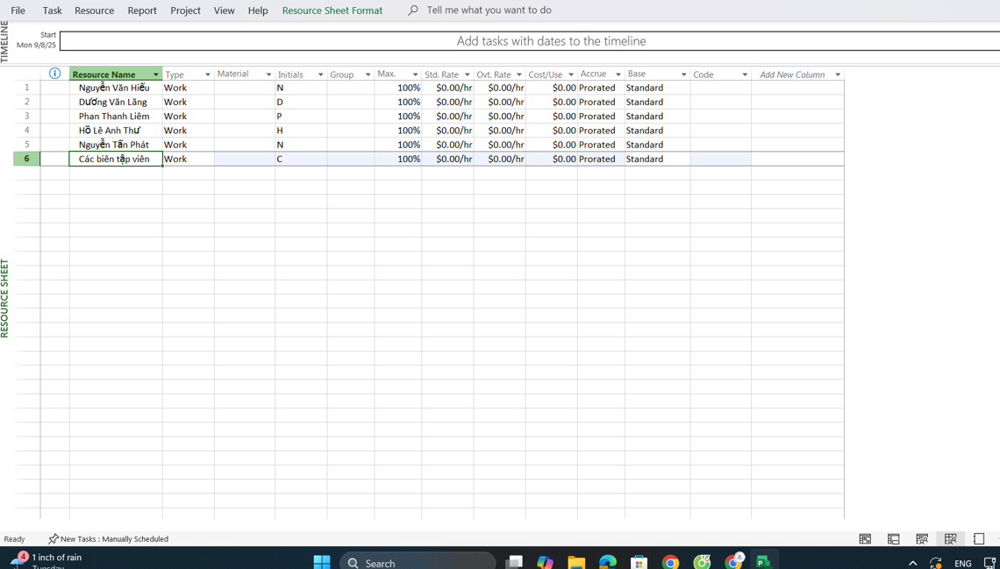 File Task Resource Report Project View Help Resource Sheet Format Tell me what you want to do
TIMELINE
Start
Mon 9/8/25
Add tasks with dates to the timeline
Resource Name Type Material Initials Group Max. Std. Rate Ovt. Rate Cost/Use Accrue Base Code Add New Column
1 Nguyễn Văn Hiếu Work N 100% $0.00/hr $0.00/hr $0.00 Prorated Standard
2 Dương Văn Lăng Work D 100% $0.00/hr $0.00/hr $0.00 Prorated Standard
3 Phan Thanh Liêm Work P 100% $0.00/hr $0.00/hr $0.00 Prorated Standard
4 Hồ Lê Anh Thư Work H 100% $0.00/hr $0.00/hr $0.00 Prorated Standard
5 Nguyễn Tấn Phát Work N 100% $0.00/hr $0.00/hr $0.00 Prorated Standard
6 Các biên tập viên Work C 100% $0.00/hr $0.00/hr $0.00 Prorated Standard
RESOURCE SHEET
Ready New Tasks : Manually Scheduled
4 1 inch of rain
Tuesday
Search
ENG